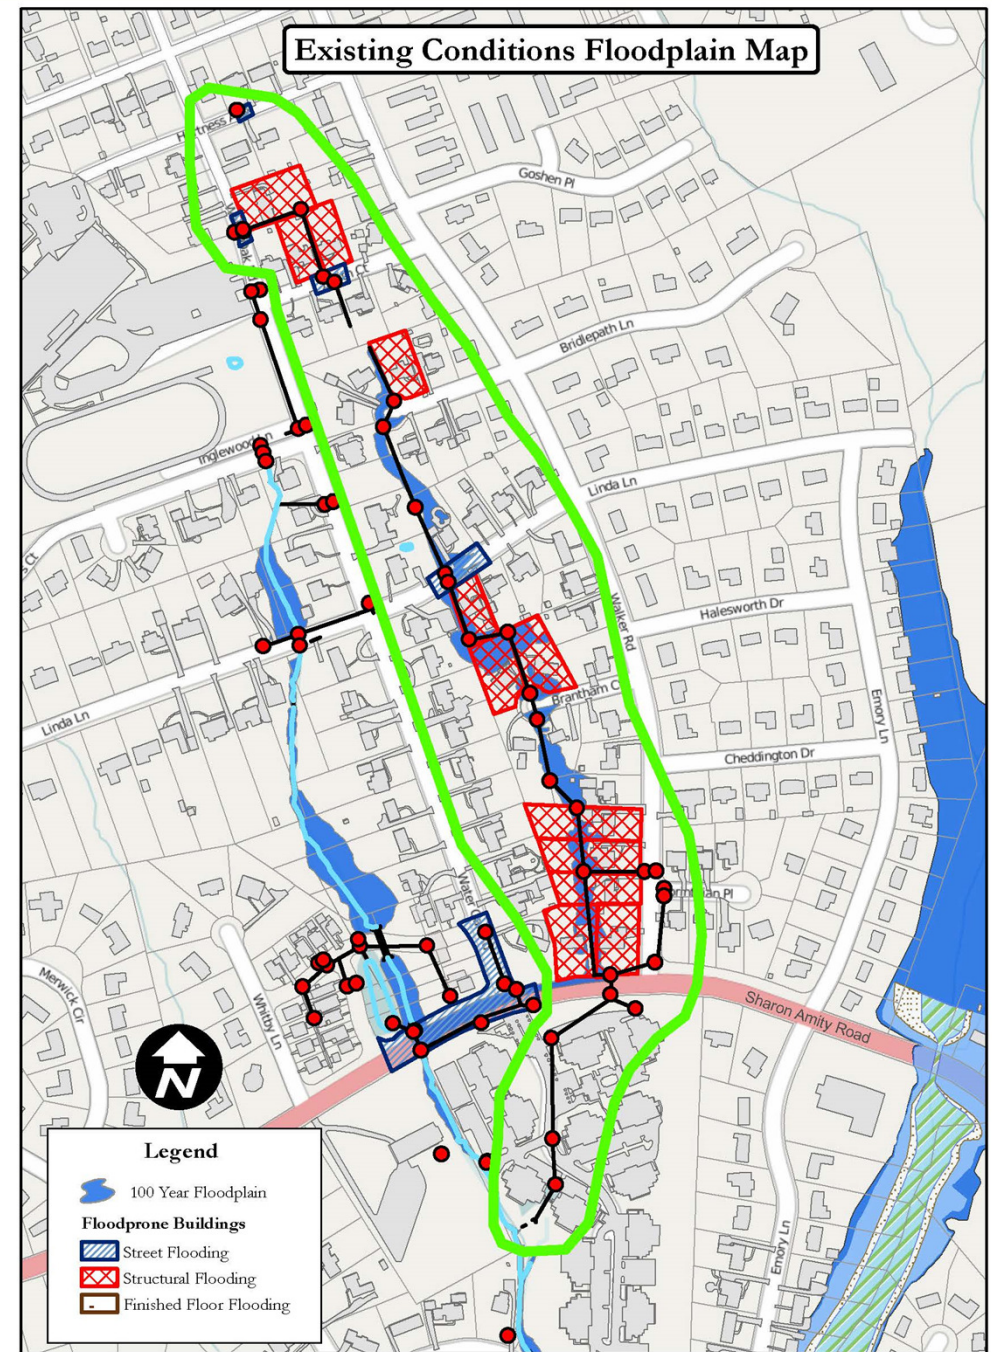 Existing Conditions Floodplain Map
Goshen Pl
Bridlepath Ln
Inglewood Ln
Linda Ln
Halesworth Dr
Walker Rd
Brantham C
Linda Ln
Emory Ln
Cheddington Dr
Water
Merwick Cir
Whitby Ln
Sharon Amity Road
N
Emory Ln
Legend
100 Year Floodplain
Floodprone Buildings
Street Flooding
Structural Flooding
Finished Floor Flooding